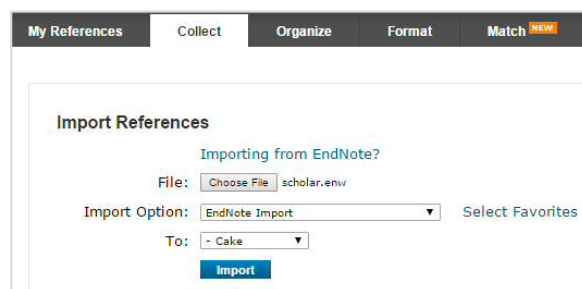 My References Collect Organize Format Match NEW
Import References
Importing from EndNote?
File: Choose File scholar.enw
Import Option: EndNote Import Select Favorites
To: - Cake
Import